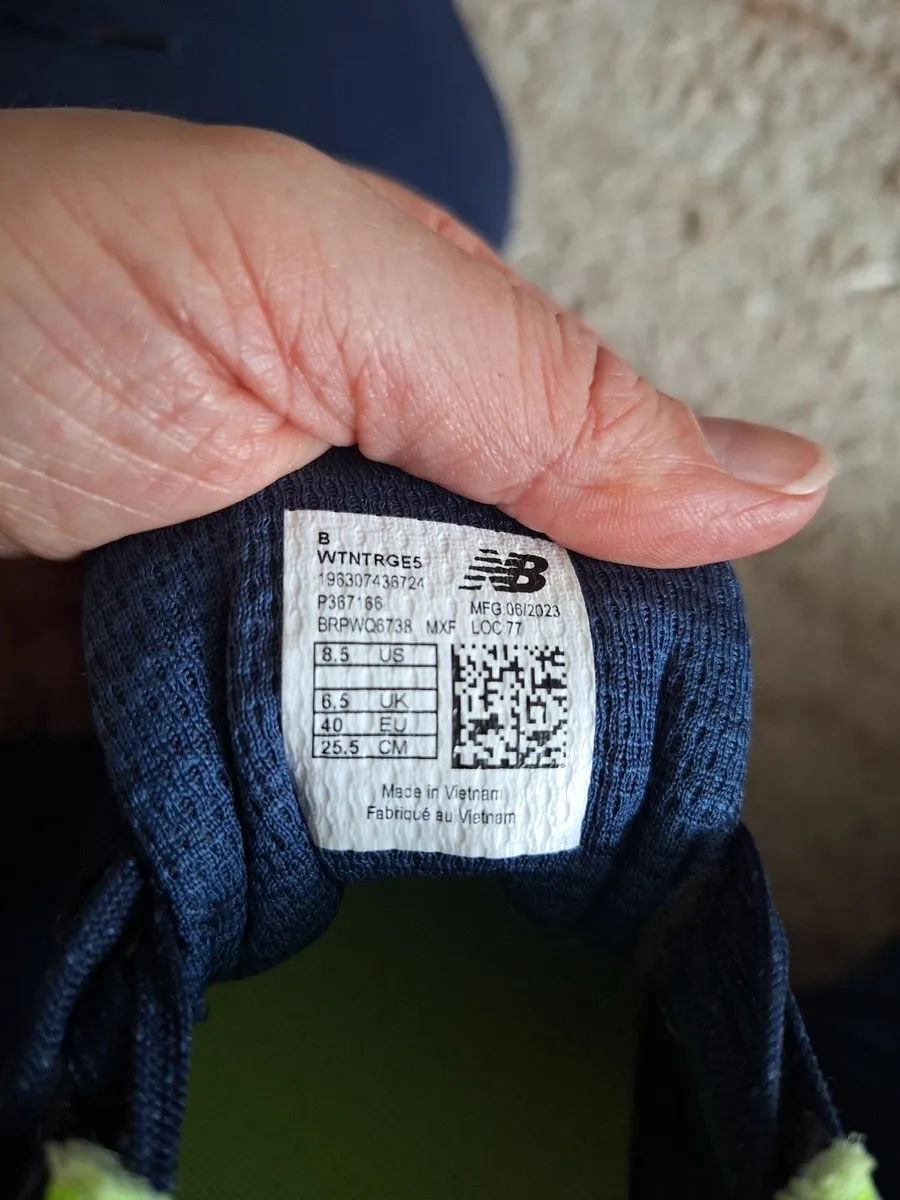 B
WTNTRGE5
196307436724
NB
P367166
MFG 06/2023
BRPWQ6738 MXF LOC 77
8.5 US
6.5 UK
40 EU
25.5 CM
Made in Vietnam
Fabriqué au Vietnam